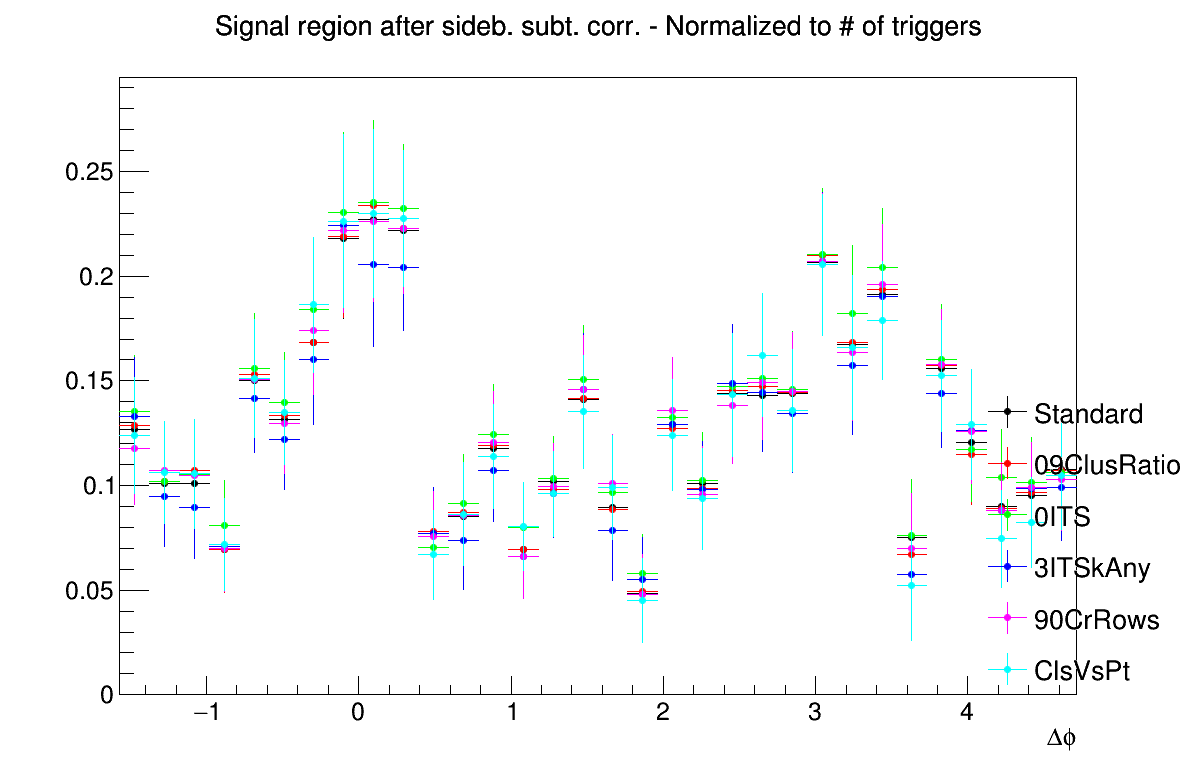 Signal region after sideb. subt. corr. - Normalized to # of triggers
0.25
0.2
0.15
0.1
0.05
0
Standard
09ClusRatio
0ITS
3ITSkAny
90CrRows
ClsVsPt
−1 0 1 2 3 4
Δϕ